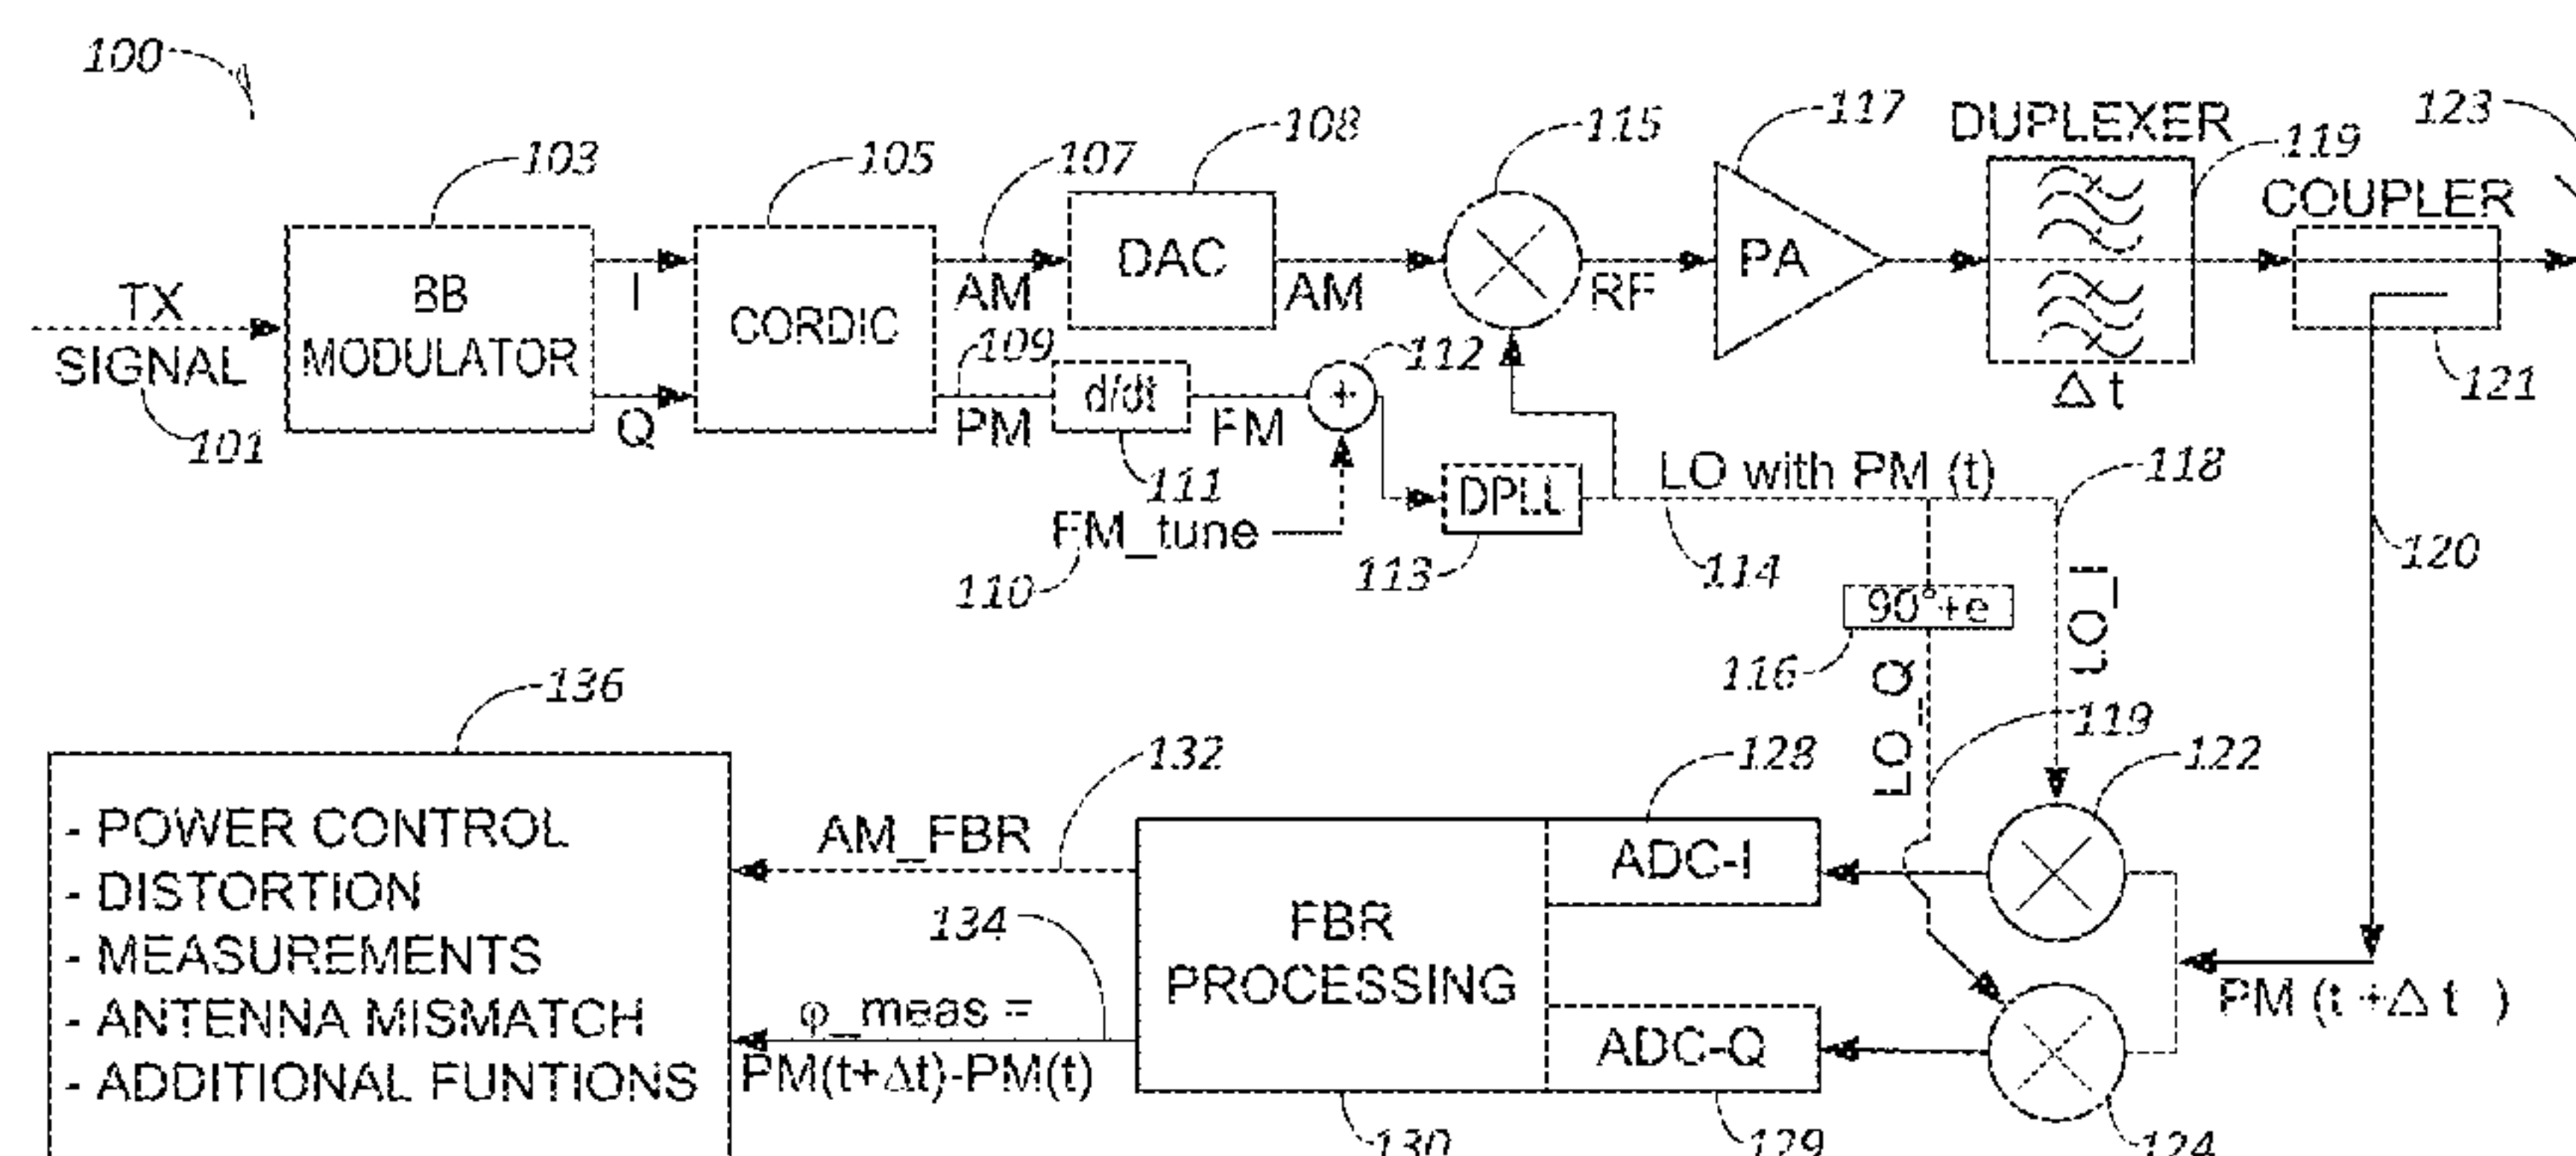 100
103
105
107
108
115
117
DUPLEXER
119
123
COUPLER
TX
SIGNAL
101
BB
MODULATOR
I
Q
CORDIC
AM
109
PM
DAC
AM
d/dt
111
FM
+
112
FM_tune
110
RF
PA
Δ t
121
DPLL
113
LO with PM (t)
114
118
120
90°+e
116
LO_I
LO_Q
119
122
124
PM (t +Δ t )
136
- POWER CONTROL
- DISTORTION
- MEASUREMENTS
- ANTENNA MISMATCH
- ADDITIONAL FUNTIONS
132
AM_FBR
134
φ_meas =
PM(t+Δt)-PM(t)
FBR
PROCESSING
130
128
ADC-I
ADC-Q
129